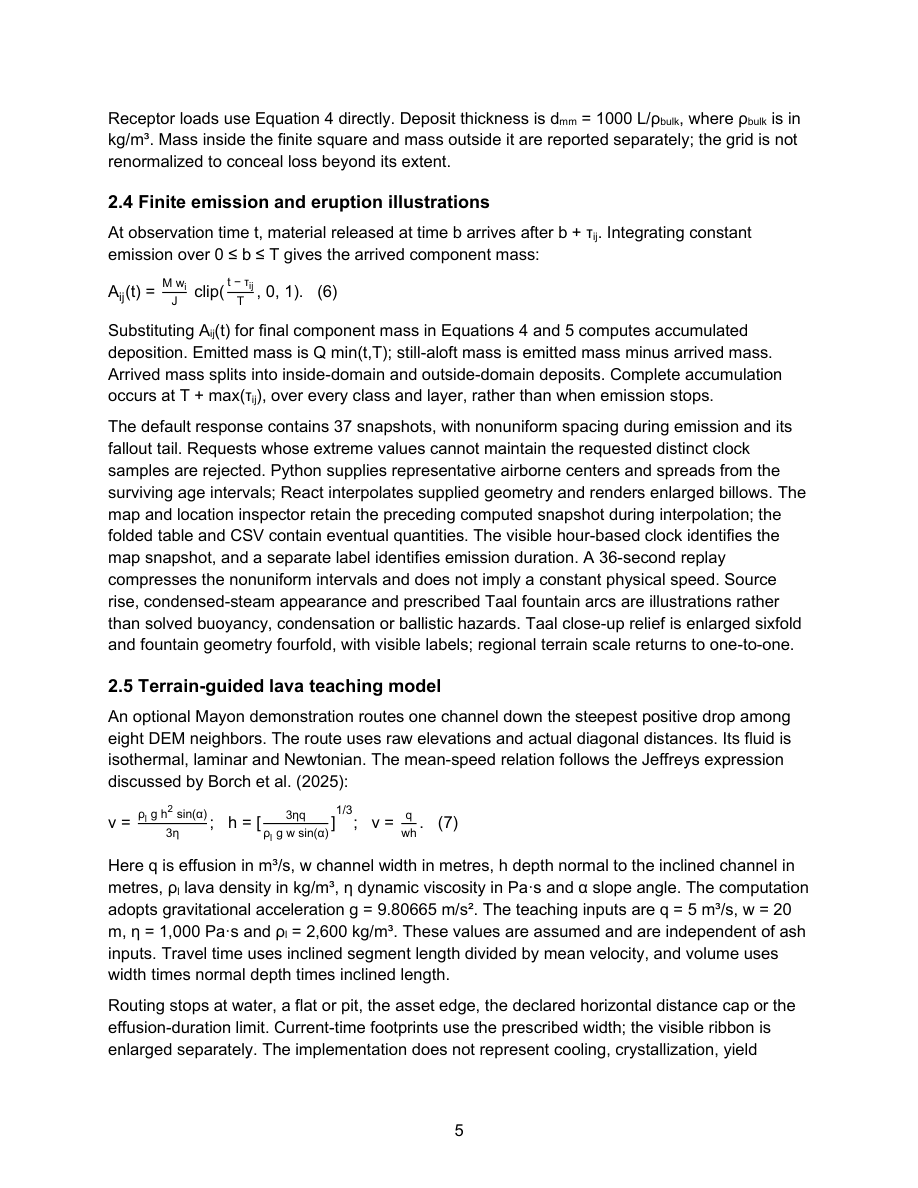 Receptor loads use Equation 4 directly. Deposit thickness is dₘₘ = 1000 L/ρbulk, where ρbulk is in
kg/m³. Mass inside the finite square and mass outside it are reported separately; the grid is not
renormalized to conceal loss beyond its extent.
2.4 Finite emission and eruption illustrations
At observation time t, material released at time b arrives after b + τij. Integrating constant
emission over 0 ≤ b ≤ T gives the arrived component mass:
Aij(t) = M wi / J clip( t − τij / T , 0, 1). (6)
Substituting Aij(t) for final component mass in Equations 4 and 5 computes accumulated
deposition. Emitted mass is Q min(t,T); still-aloft mass is emitted mass minus arrived mass.
Arrived mass splits into inside-domain and outside-domain deposits. Complete accumulation
occurs at T + max(τij), over every class and layer, rather than when emission stops.
The default response contains 37 snapshots, with nonuniform spacing during emission and its
fallout tail. Requests whose extreme values cannot maintain the requested distinct clock
samples are rejected. Python supplies representative airborne centers and spreads from the
surviving age intervals; React interpolates supplied geometry and renders enlarged billows. The
map and location inspector retain the preceding computed snapshot during interpolation; the
folded table and CSV contain eventual quantities. The visible hour-based clock identifies the
map snapshot, and a separate label identifies emission duration. A 36-second replay
compresses the nonuniform intervals and does not imply a constant physical speed. Source
rise, condensed-steam appearance and prescribed Taal fountain arcs are illustrations rather
than solved buoyancy, condensation or ballistic hazards. Taal close-up relief is enlarged sixfold
and fountain geometry fourfold, with visible labels; regional terrain scale returns to one-to-one.
2.5 Terrain-guided lava teaching model
An optional Mayon demonstration routes one channel down the steepest positive drop among
eight DEM neighbors. The route uses raw elevations and actual diagonal distances. Its fluid is
isothermal, laminar and Newtonian. The mean-speed relation follows the Jeffreys expression
discussed by Borch et al. (2025):
v = ρl g h² sin(α) / 3η ; h = [ 3ηq / ρl g w sin(α) ]^1/3 ; v = q / wh . (7)
Here q is effusion in m³/s, w channel width in metres, h depth normal to the inclined channel in
metres, ρl lava density in kg/m³, η dynamic viscosity in Pa·s and α slope angle. The computation
adopts gravitational acceleration g = 9.80665 m/s². The teaching inputs are q = 5 m³/s, w = 20
m, η = 1,000 Pa·s and ρl = 2,600 kg/m³. These values are assumed and are independent of ash
inputs. Travel time uses inclined segment length divided by mean velocity, and volume uses
width times normal depth times inclined length.
Routing stops at water, a flat or pit, the asset edge, the declared horizontal distance cap or the
effusion-duration limit. Current-time footprints use the prescribed width; the visible ribbon is
enlarged separately. The implementation does not represent cooling, crystallization, yield
5